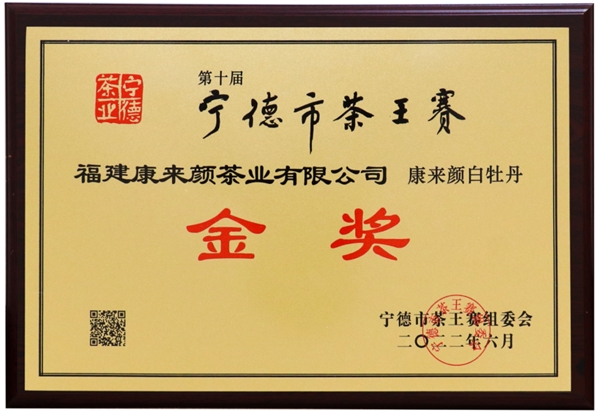 宁德茶业
第十届
宁德市茶王赛
福建康来颜茶业有限公司 康来颜白牡丹
金奖
宁德市茶王赛组委会
二〇二二年六月